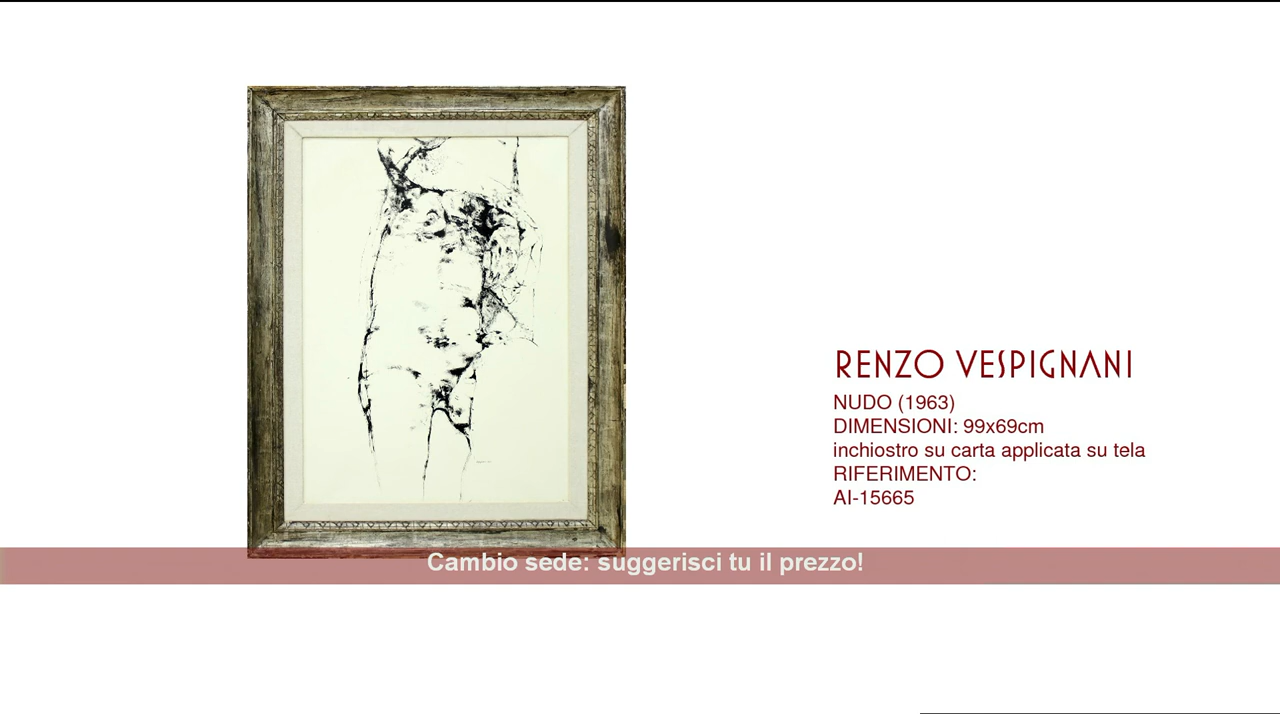 RENZO VESPIGNANI
NUDO (1963)
DIMENSIONI: 99x69cm
inchiostro su carta applicata su tela
RIFERIMENTO:
AI-15665
Cambio sede: suggerisci tu il prezzo!